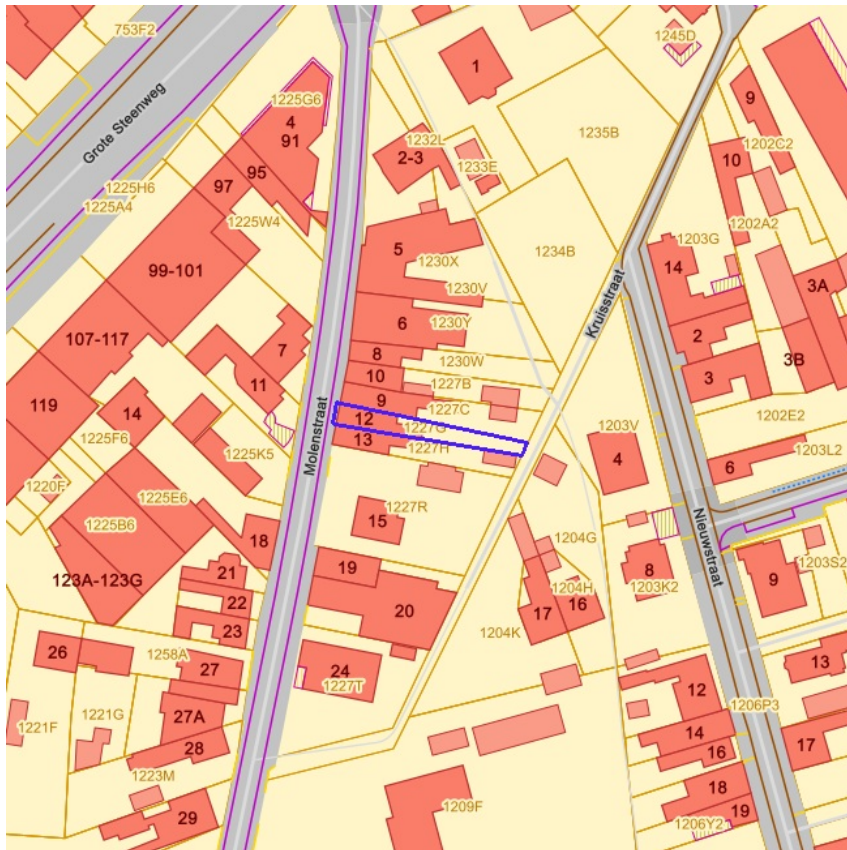 753F2
1245D
Grote Steenweg
1225G6
4
91
1
9
1232L
2-3
1233E
1235B
1202C2
10
95
97
1225H6
1225A4
1225W4
1202A2
1203G
14
5
1230X
1234B
99-101
Kruisstraat
3A
1230V
6
1230Y
107-117
7
8
1230W
2
3B
10
1227B
3
11
9
1227C
119
14
12
1227G
1202E2
Molenstraat
13
1227H
1203V
1225F6
1225K5
4
6
1203L2
1220F
1225E6
1227R
15
Nieuwstraat
1225B6
18
1204G
19
8
1203S2
123A-123G
21
1204H
1203K2
9
22
20
17
16
23
1204K
26
1258A
27
24
13
1227T
12
1206P3
1221F
1221G
27A
14
28
16
17
1223M
18
1209F
29
19
1206Y2